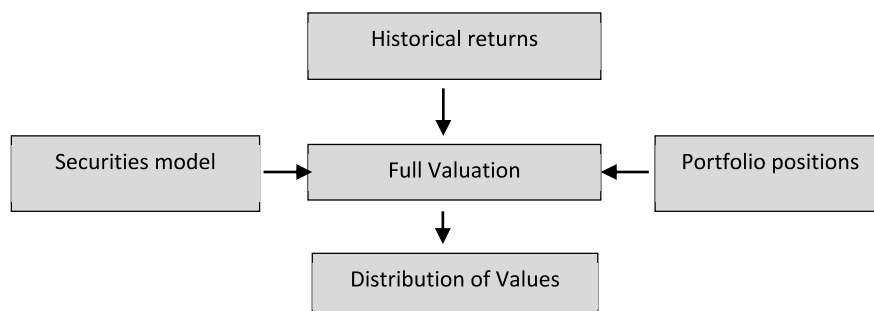 Historical returns
Securities model
Full Valuation
Portfolio positions
Distribution of Values